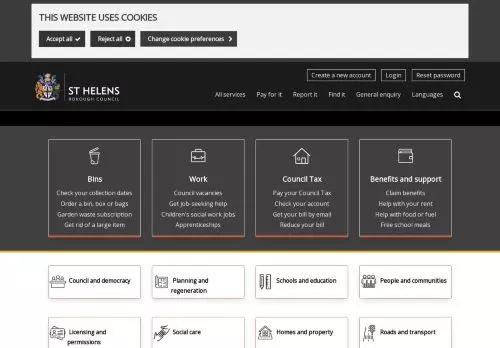 THIS WEBSITE USES COOKIES
Accept all
Reject all
Change cookie preferences
Create a new account
Login
Reset password
ST HELENS
BOROUGH COUNCIL
All services
Pay for it
Report it
Find it
General enquiry
Languages
Bins
Check your collection dates
Order a bin, box or bags
Garden waste subscription
Get rid of a large item
Work
Council vacancies
Get job-seeking help
Children's social work jobs
Apprenticeships
Council Tax
Pay your Council Tax
Check your account
Get your bill by email
Reduce your bill
Benefits and support
Claim benefits
Help with your rent
Help with food or fuel
Free school meals
Council and democracy
Planning and
regeneration
Schools and education
People and communities
Licensing and
permissions
Social care
Homes and property
Roads and transport